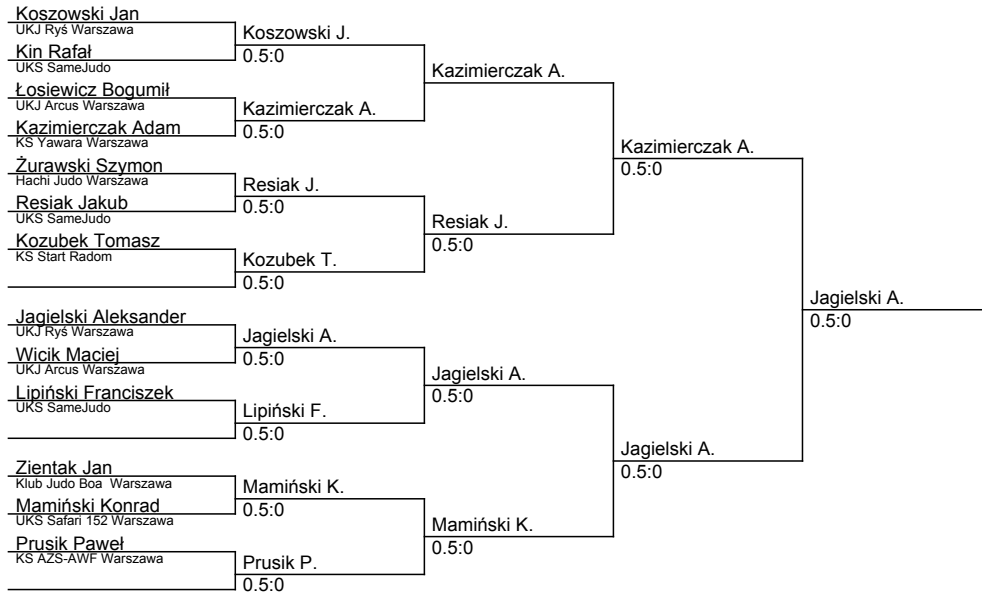 Koszowski Jan
UKJ Ryś Warszawa
Kin Rafał
UKS SameJudo
Łosiewicz Bogumił
UKJ Arcus Warszawa
Kazimierczak Adam
KS Yawara Warszawa
Żurawski Szymon
Hachi Judo Warszawa
Resiak Jakub
UKS SameJudo
Kozubek Tomasz
KS Start Radom
Jagielski Aleksander
UKJ Ryś Warszawa
Wicik Maciej
UKJ Arcus Warszawa
Lipiński Franciszek
UKS SameJudo
Zientak Jan
Klub Judo Boa Warszawa
Mamiński Konrad
UKS Safari 152 Warszawa
Prusik Paweł
KS AZS-AWF Warszawa
Koszowski J.
0.5:0
Kazimierczak A.
0.5:0
Resiak J.
0.5:0
Kozubek T.
0.5:0
Jagielski A.
0.5:0
Lipiński F.
0.5:0
Mamiński K.
0.5:0
Prusik P.
0.5:0
Kazimierczak A.
Resiak J.
0.5:0
Jagielski A.
0.5:0
Mamiński K.
0.5:0
Kazimierczak A.
0.5:0
Jagielski A.
0.5:0
Jagielski A.
0.5:0